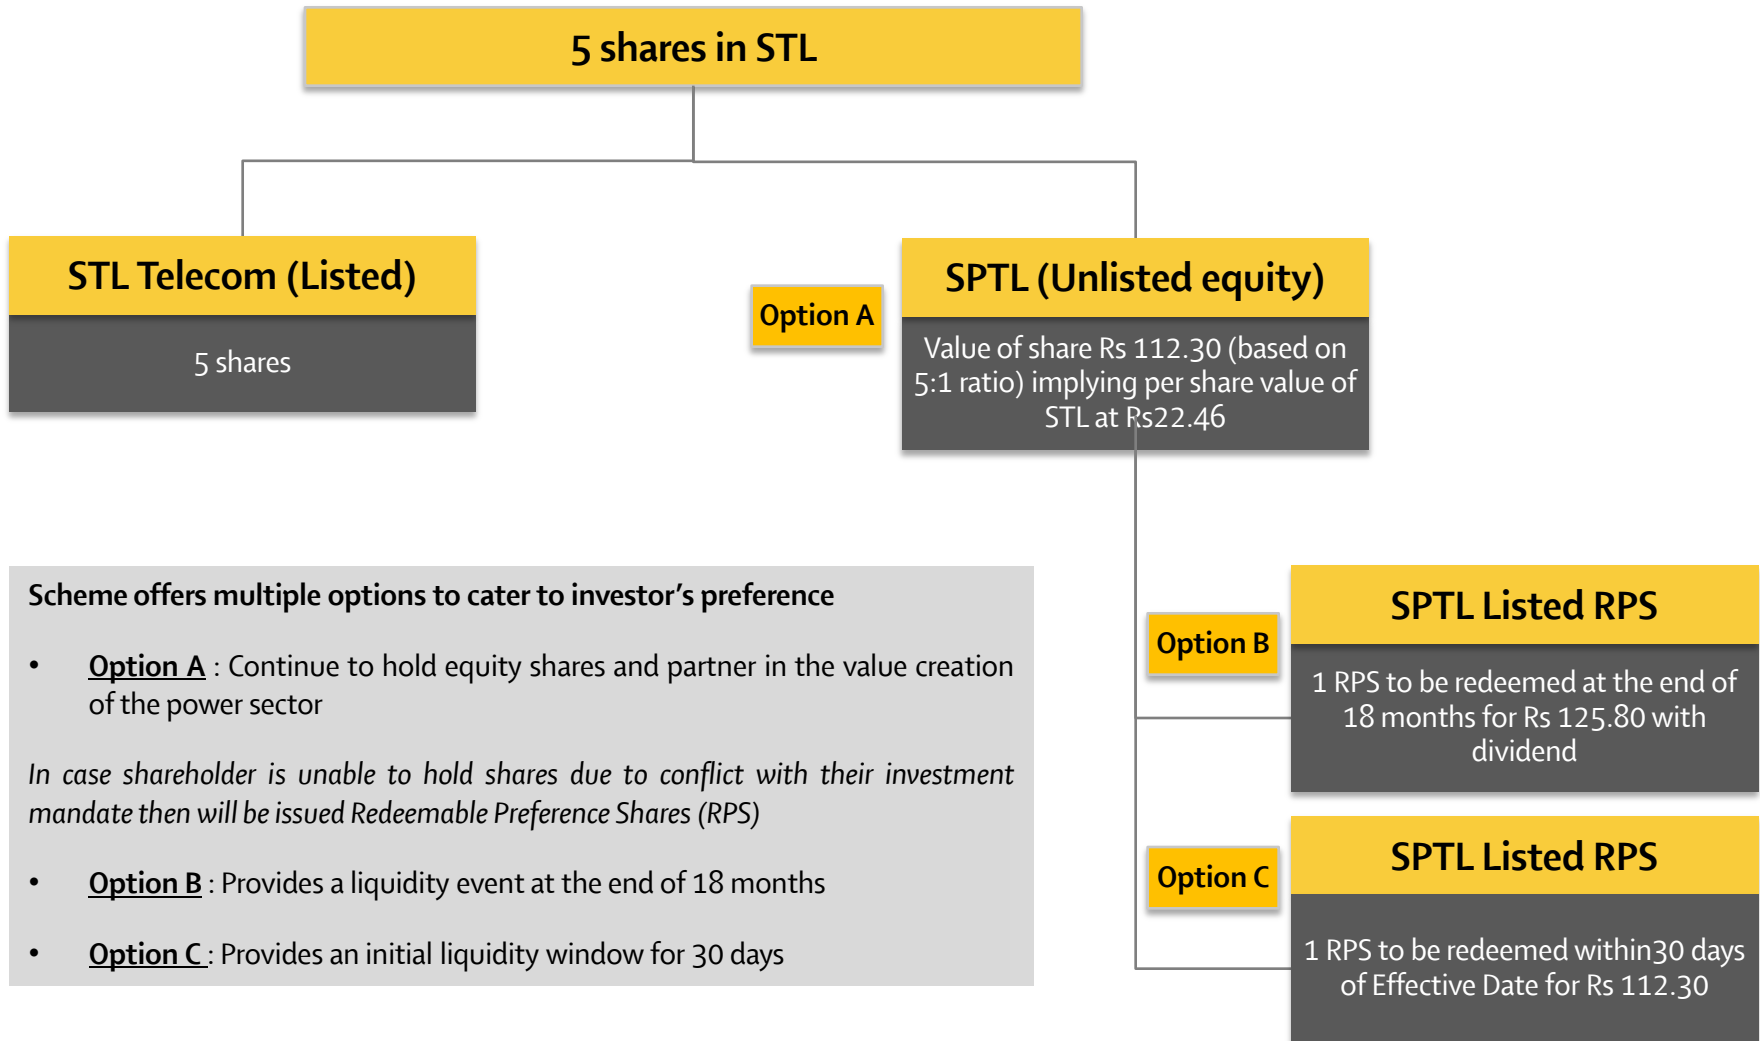 5 shares in STL
STL Telecom (Listed)
5 shares
Option A
SPTL (Unlisted equity)
Value of share Rs 112.30 (based on
5:1 ratio) implying per share value of
STL at Rs22.46
Scheme offers multiple options to cater to investor’s preference
• Option A : Continue to hold equity shares and partner in the value creation
of the power sector
In case shareholder is unable to hold shares due to conflict with their investment
mandate then will be issued Redeemable Preference Shares (RPS)
• Option B : Provides a liquidity event at the end of 18 months
• Option C : Provides an initial liquidity window for 30 days
Option B
SPTL Listed RPS
1 RPS to be redeemed at the end of
18 months for Rs 125.80 with
dividend
Option C
SPTL Listed RPS
1 RPS to be redeemed within30 days
of Effective Date for Rs 112.30